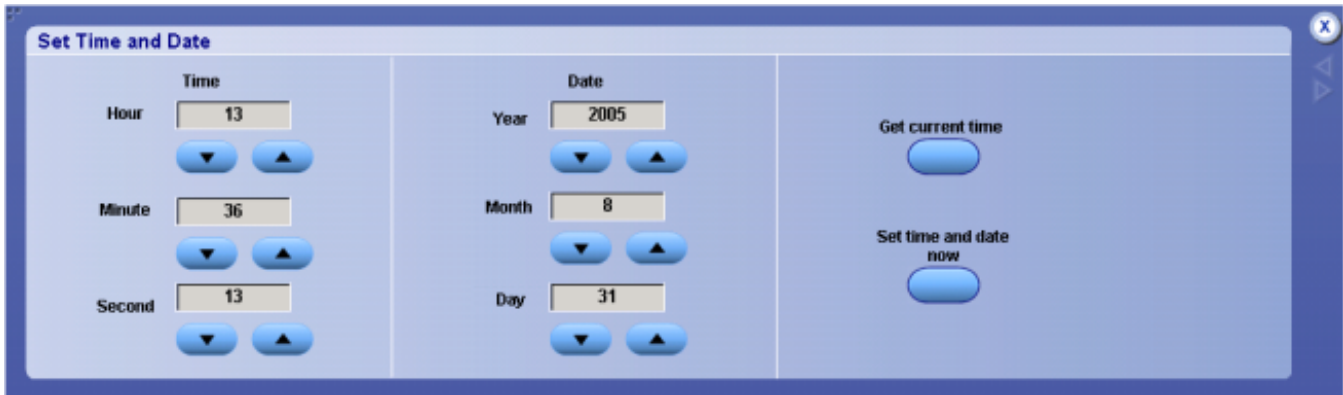 X
Set Time and Date
Time
Hour 13
Minute 36
Second 13
Date
Year 2005
Month 8
Day 31
Get current time
Set time and date
now